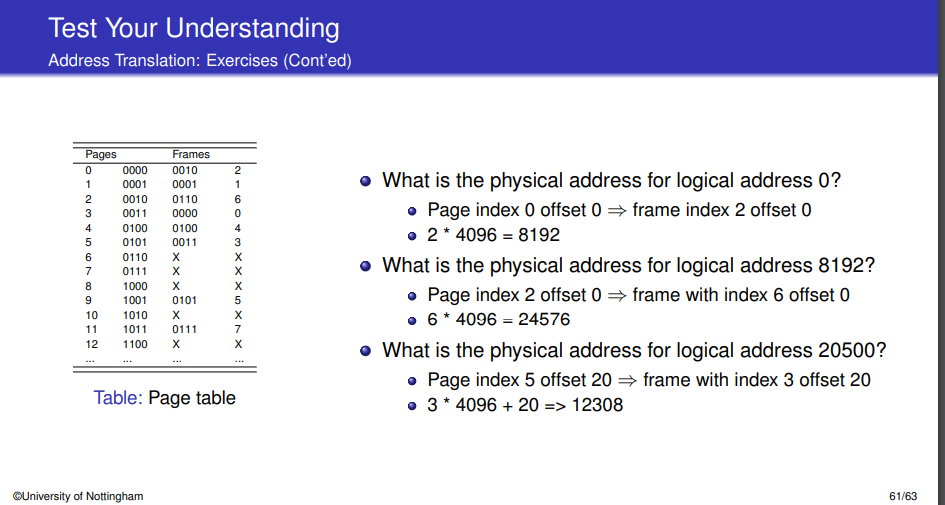 Test Your Understanding
Address Translation: Exercises (Cont'ed)
Pages Frames
0 0000 0010 2
1 0001 0001 1
2 0010 0110 6
3 0011 0000 0
4 0100 0100 4
5 0101 0011 3
6 0110 X X
7 0111 X X
8 1000 X X
9 1001 0101 5
10 1010 X X
11 1011 0111 7
12 1100 X X
... ... ... ...
Table: Page table
What is the physical address for logical address 0?
Page index 0 offset 0 ⇒ frame index 2 offset 0
2 * 4096 = 8192
What is the physical address for logical address 8192?
Page index 2 offset 0 ⇒ frame with index 6 offset 0
6 * 4096 = 24576
What is the physical address for logical address 20500?
Page index 5 offset 20 ⇒ frame with index 3 offset 20
3 * 4096 + 20 => 12308
©University of Nottingham
61/63